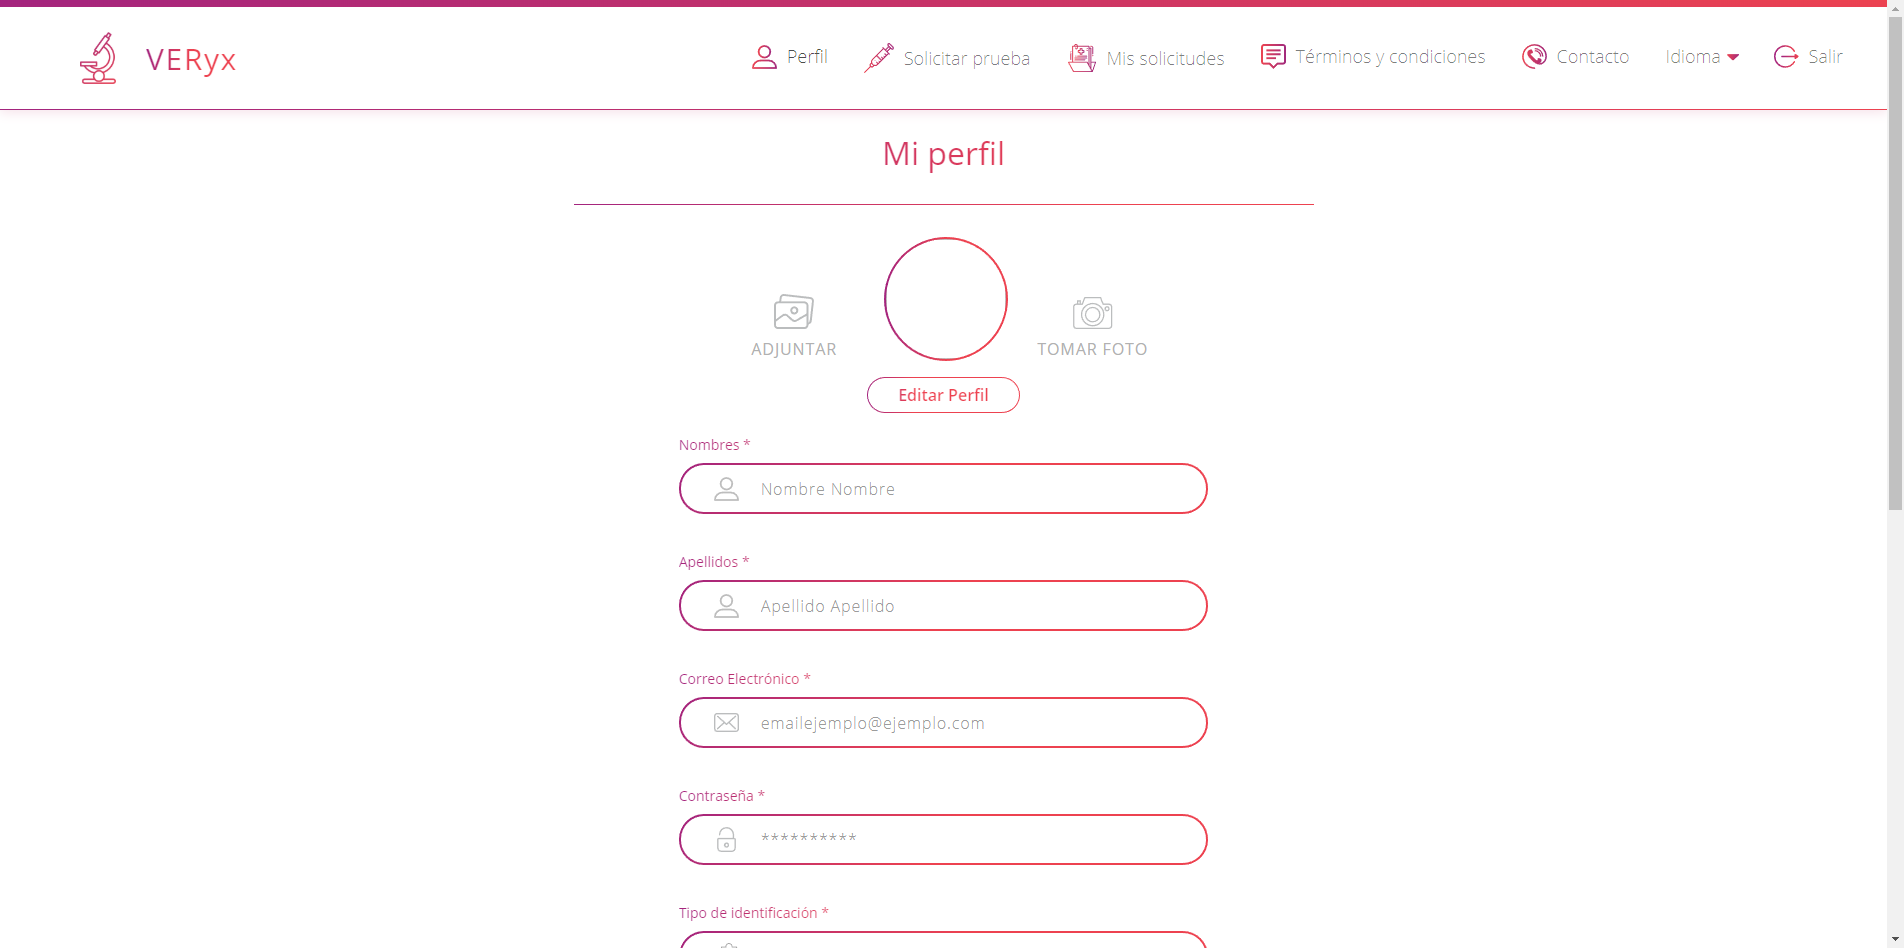 VERyx
Perfil
Solicitar prueba
Mis solicitudes
Términos y condiciones
Contacto
Idioma
Salir
Mi perfil
ADJUNTAR
TOMAR FOTO
Editar Perfil
Nombres *
Nombre Nombre
Apellidos *
Apellido Apellido
Correo Electrónico *
emailejemplo@ejemplo.com
Contraseña *
**********
Tipo de identificación *